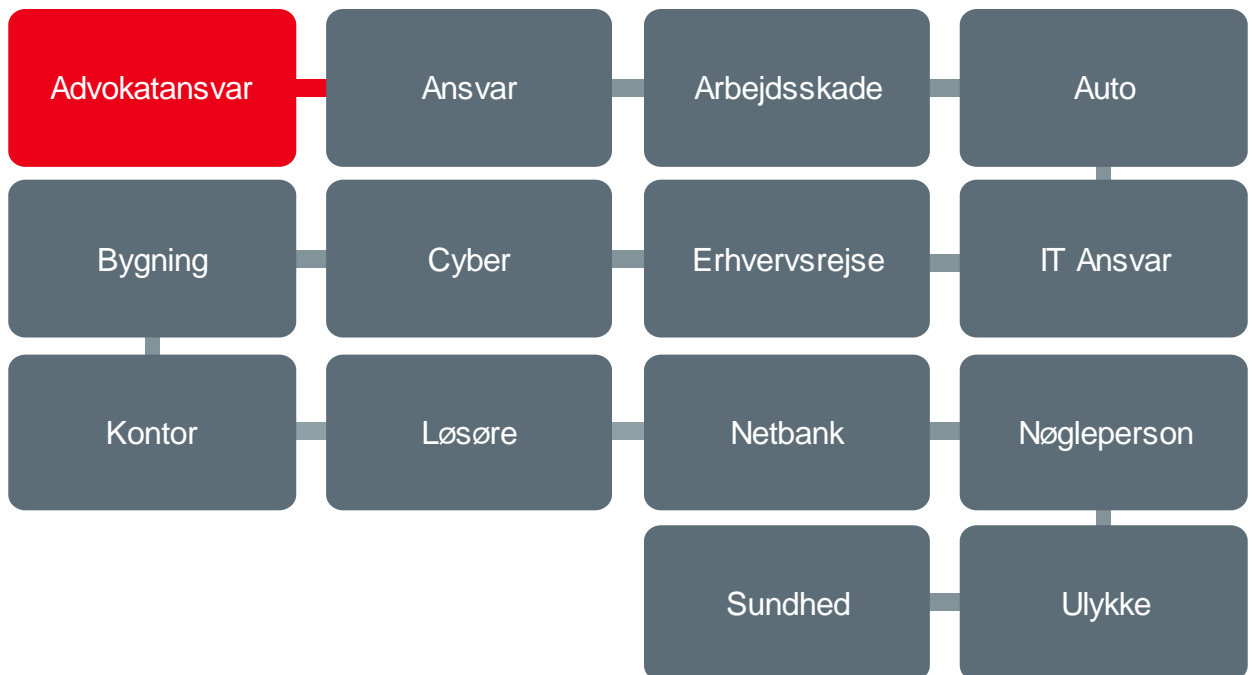 Advokatansvar
Ansvar
Arbejdsskade
Auto
Bygning
Cyber
Erhvervsrejse
IT Ansvar
Kontor
Løsøre
Netbank
Nøgleperson
Sundhed
Ulykke